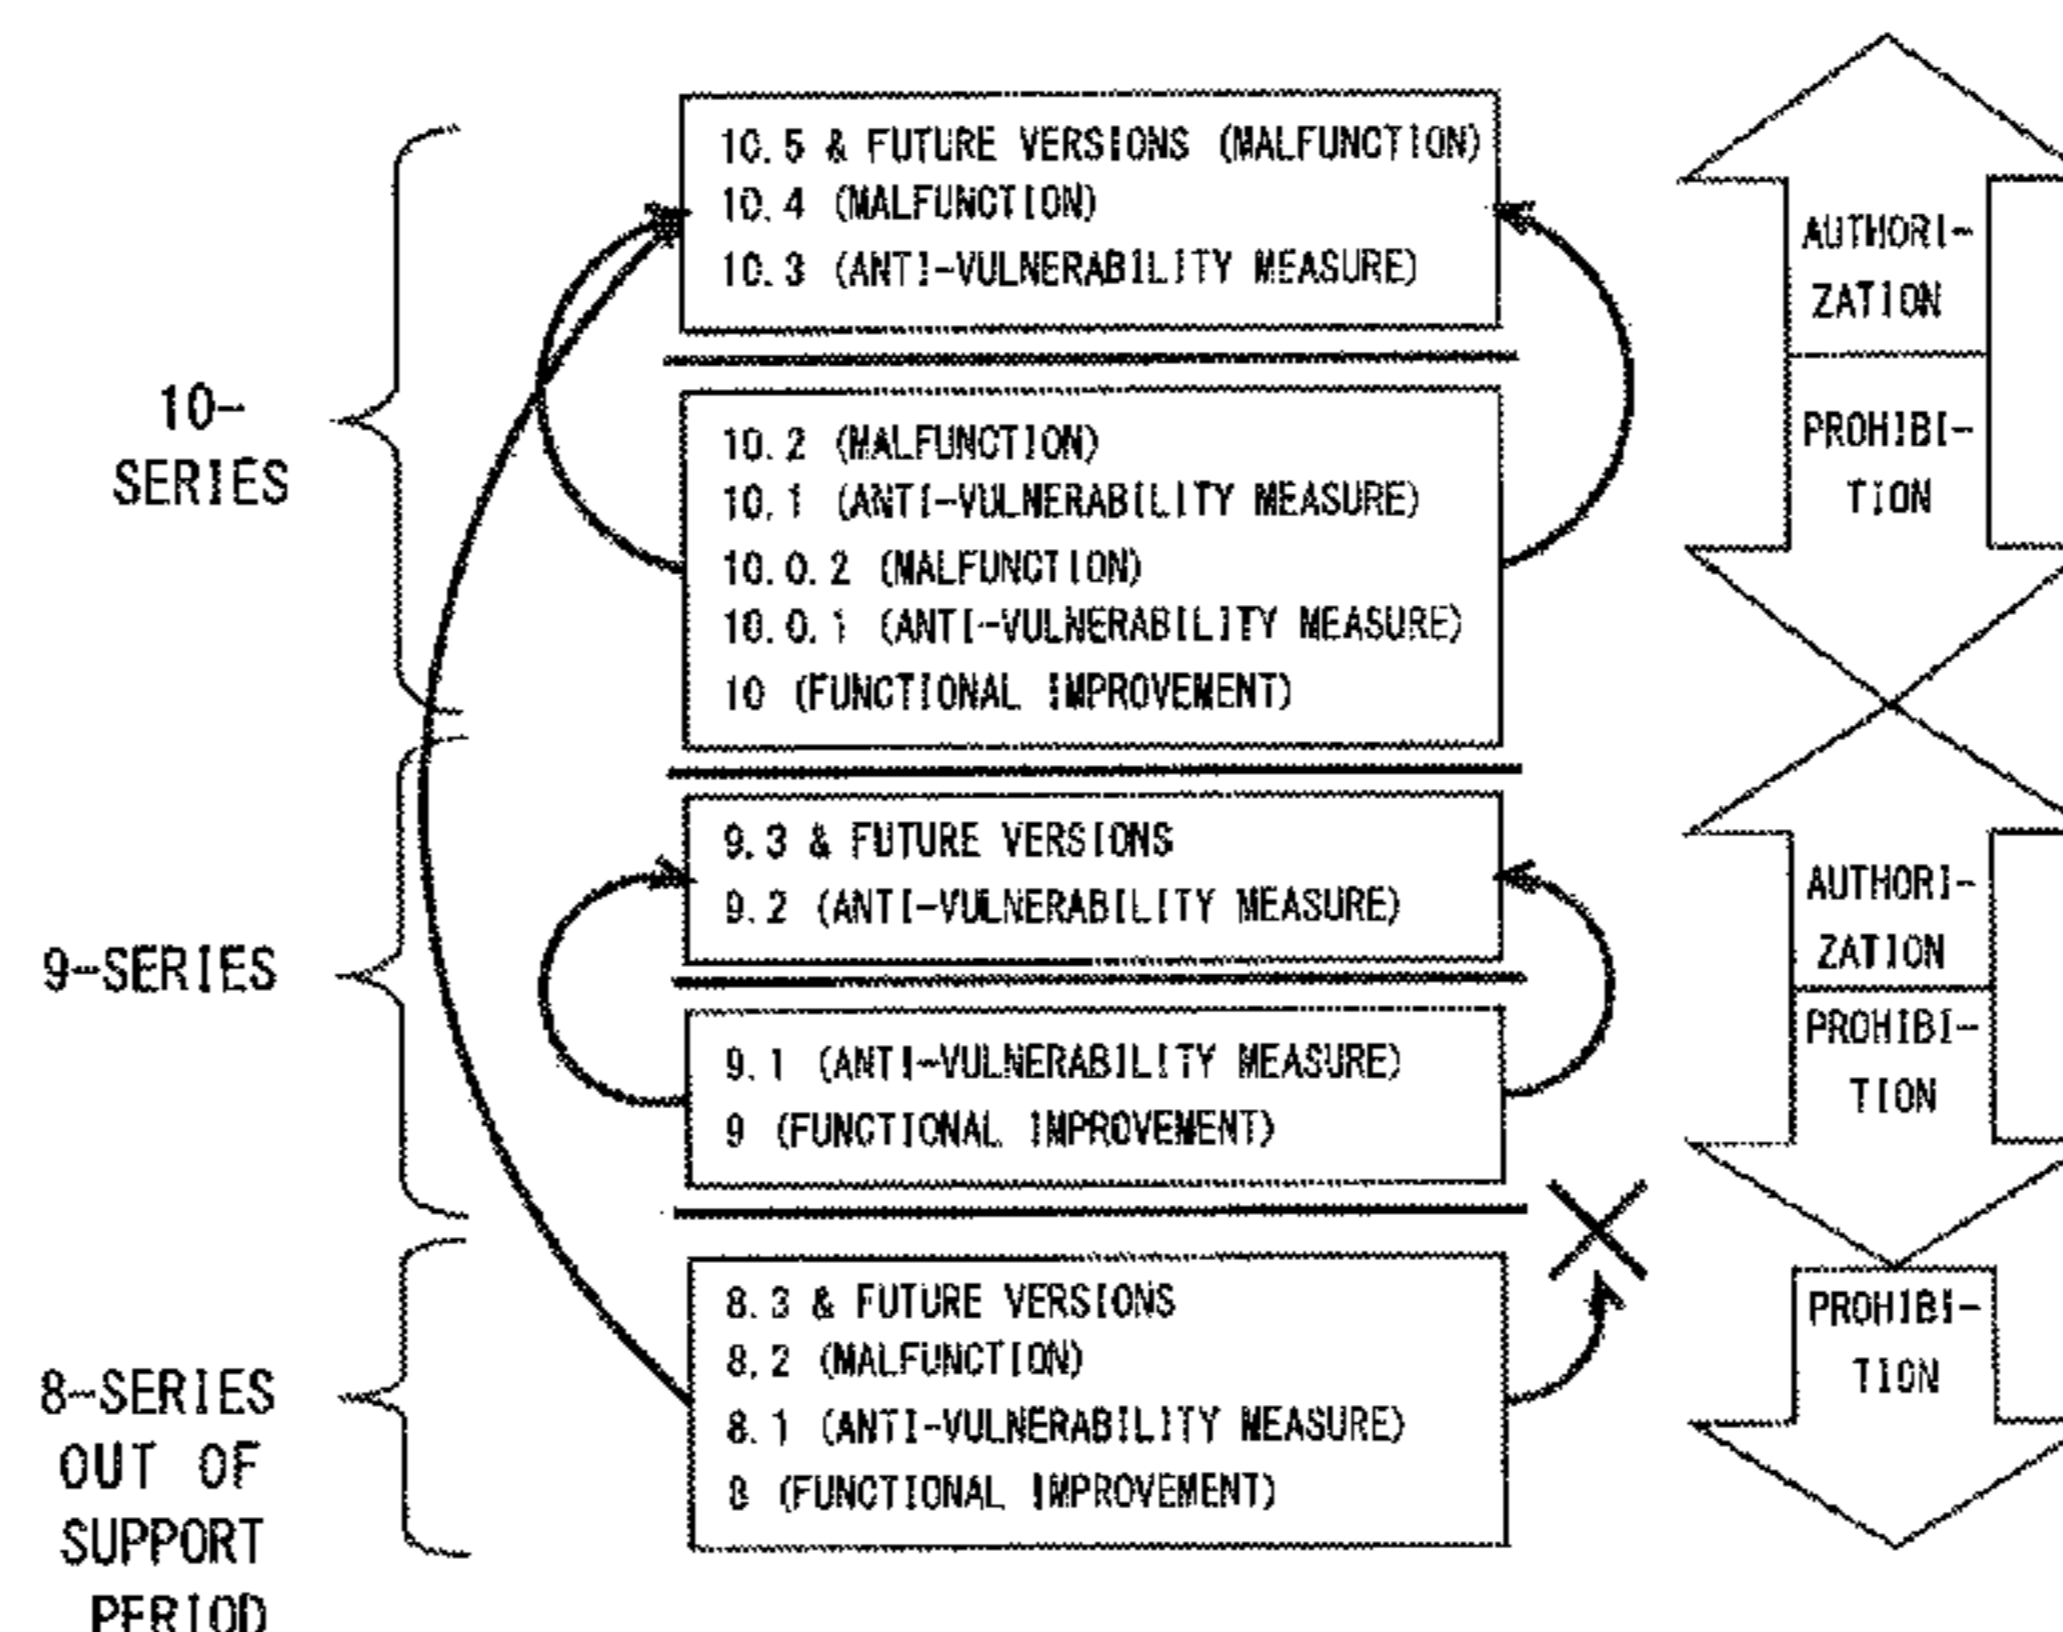 10.5 & FUTURE VERSIONS (MALFUNCTION)
10.4 (MALFUNCTION)
10.3 (ANTI-VULNERABILITY MEASURE)
AUTHORI-
ZATION
10-
SERIES
10.2 (MALFUNCTION)
10.1 (ANTI-VULNERABILITY MEASURE)
10.0.2 (MALFUNCTION)
10.0.1 (ANTI-VULNERABILITY MEASURE)
10 (FUNCTIONAL IMPROVEMENT)
PROHIBI-
TION
9-SERIES
9.3 & FUTURE VERSIONS
9.2 (ANTI-VULNERABILITY MEASURE)
AUTHORI-
ZATION
9.1 (ANTI-VULNERABILITY MEASURE)
9 (FUNCTIONAL IMPROVEMENT)
PROHIBI-
TION
8-SERIES
OUT OF
SUPPORT
PERIOD
8.3 & FUTURE VERSIONS
8.2 (MALFUNCTION)
8.1 (ANTI-VULNERABILITY MEASURE)
8 (FUNCTIONAL IMPROVEMENT)
PROHIBI-
TION